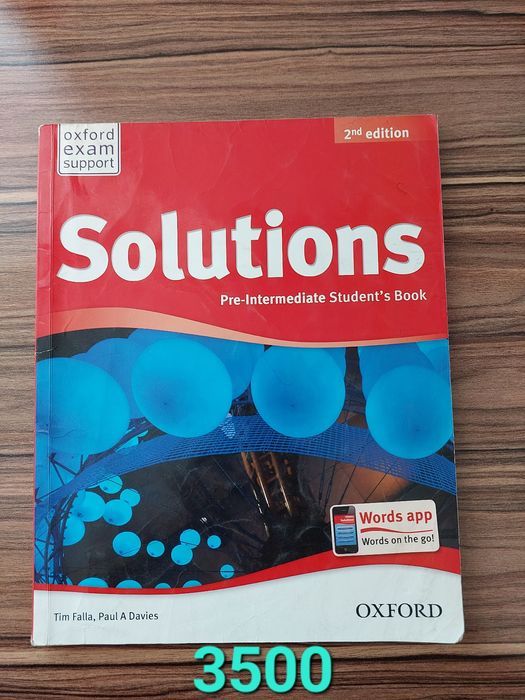 oxford
exam
support
2nd edition
Solutions
Pre-Intermediate Student's Book
Words app
Words on the go!
Tim Falla, Paul A Davies
OXFORD
3500